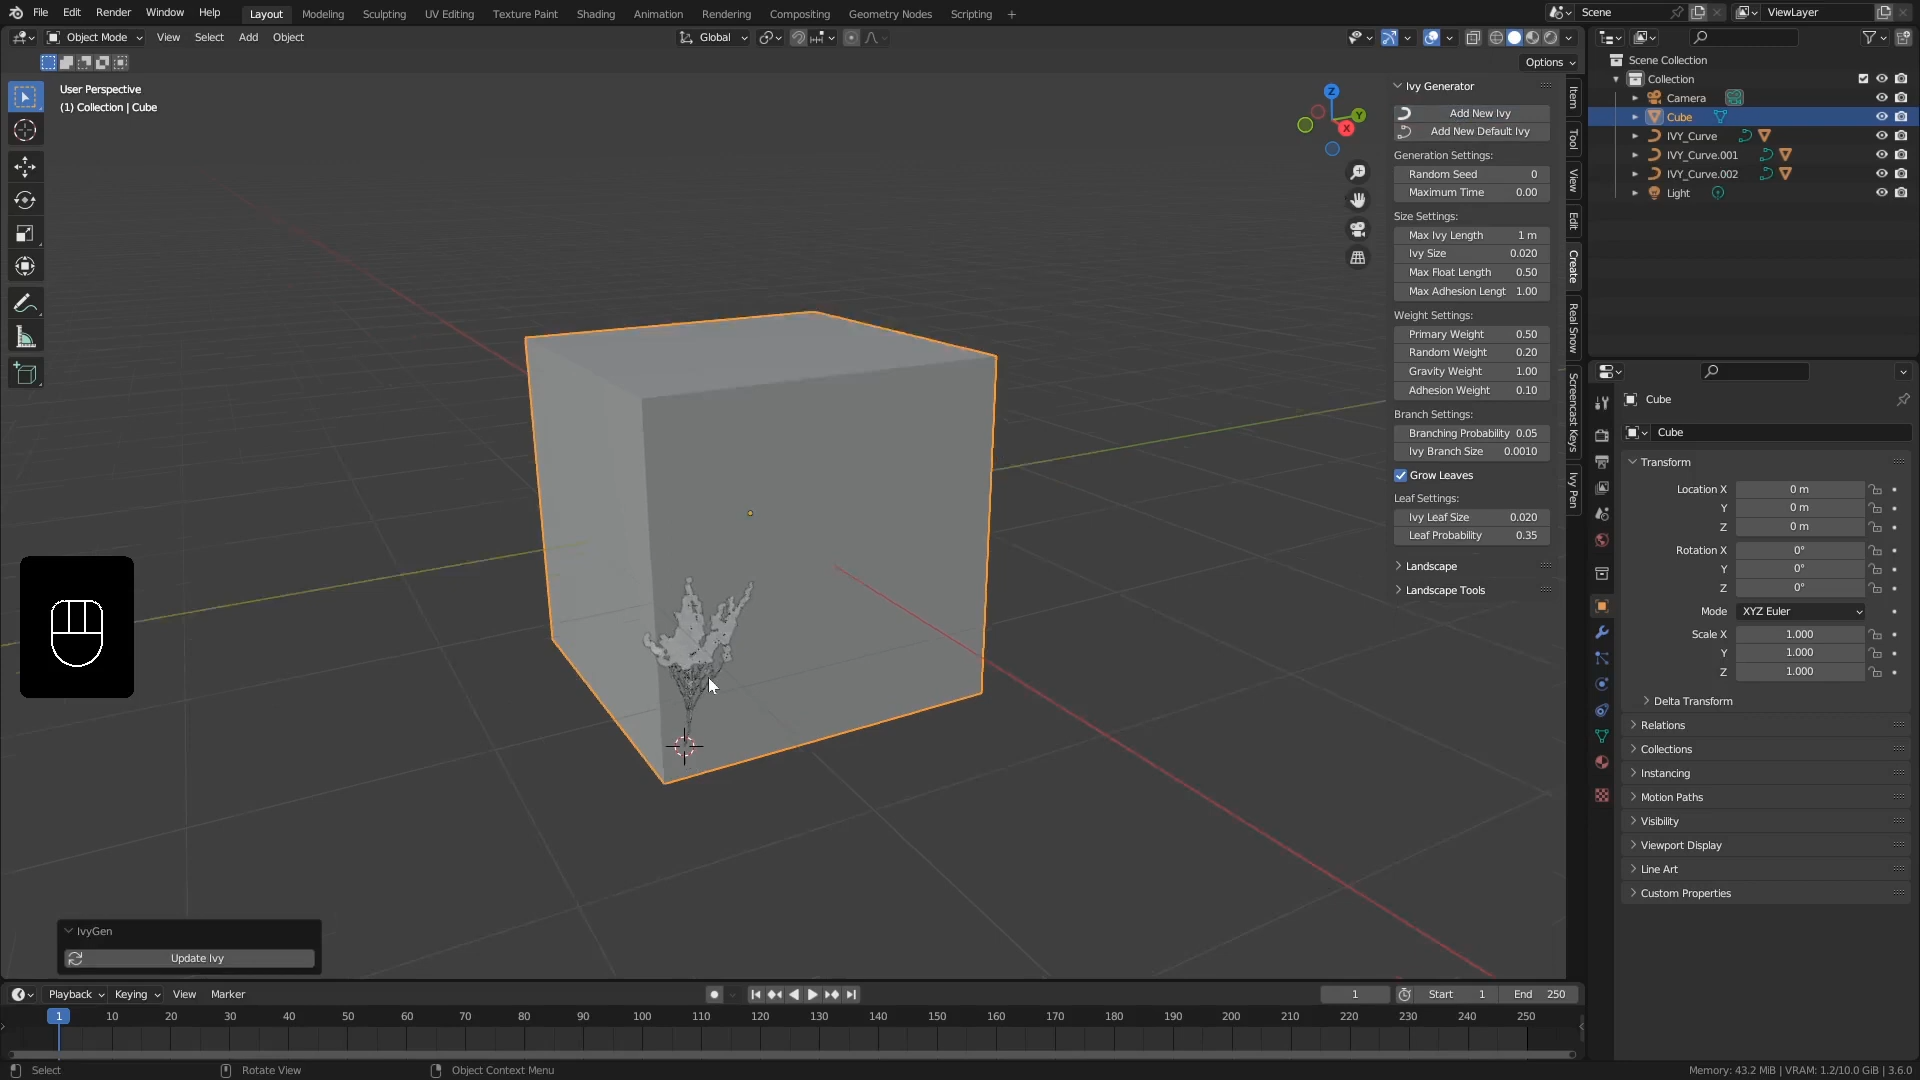 File Edit Render Window Help Layout Modeling Sculpting UV Editing Texture Paint Shading Animation Rendering Compositing Geometry Nodes Scripting + Scene ViewLayer
Object Mode View Select Add Object Global
Options
User Perspective
(1) Collection | Cube
Z
Y
X
Ivy Generator
Add New Ivy
Add New Default Ivy
Generation Settings:
Random Seed 0
Maximum Time 0.00
Size Settings:
Max Ivy Length 1 m
Ivy Size 0.020
Max Float Length 0.50
Max Adhesion Lengt 1.00
Weight Settings:
Primary Weight 0.50
Random Weight 0.20
Gravity Weight 1.00
Adhesion Weight 0.10
Branch Settings:
Branching Probability 0.05
Ivy Branch Size 0.0010
Grow Leaves
Leaf Settings:
Ivy Leaf Size 0.020
Leaf Probability 0.35
Landscape
Landscape Tools
Item
Tool
View
Edit
Create
Real Snow
Screencast Keys
Ivy Pen
Scene Collection
Collection
Camera
Cube
IVY_Curve
IVY_Curve.001
IVY_Curve.002
Light
Cube
Cube
Transform
Location X 0 m
Y 0 m
Z 0 m
Rotation X 0°
Y 0°
Z 0°
Mode XYZ Euler
Scale X 1.000
Y 1.000
Z 1.000
Delta Transform
Relations
Collections
Instancing
Motion Paths
Visibility
Viewport Display
Line Art
Custom Properties
IvyGen
Update Ivy
Playback Keying View Marker 1 Start 1 End 250
1 10 20 30 40 50 60 70 80 90 100 110 120 130 140 150 160 170 180 190 200 210 220 230 240 250
Select Rotate View Object Context Menu Memory: 43.2 MiB | VRAM: 1.2/10.0 GiB | 3.6.0